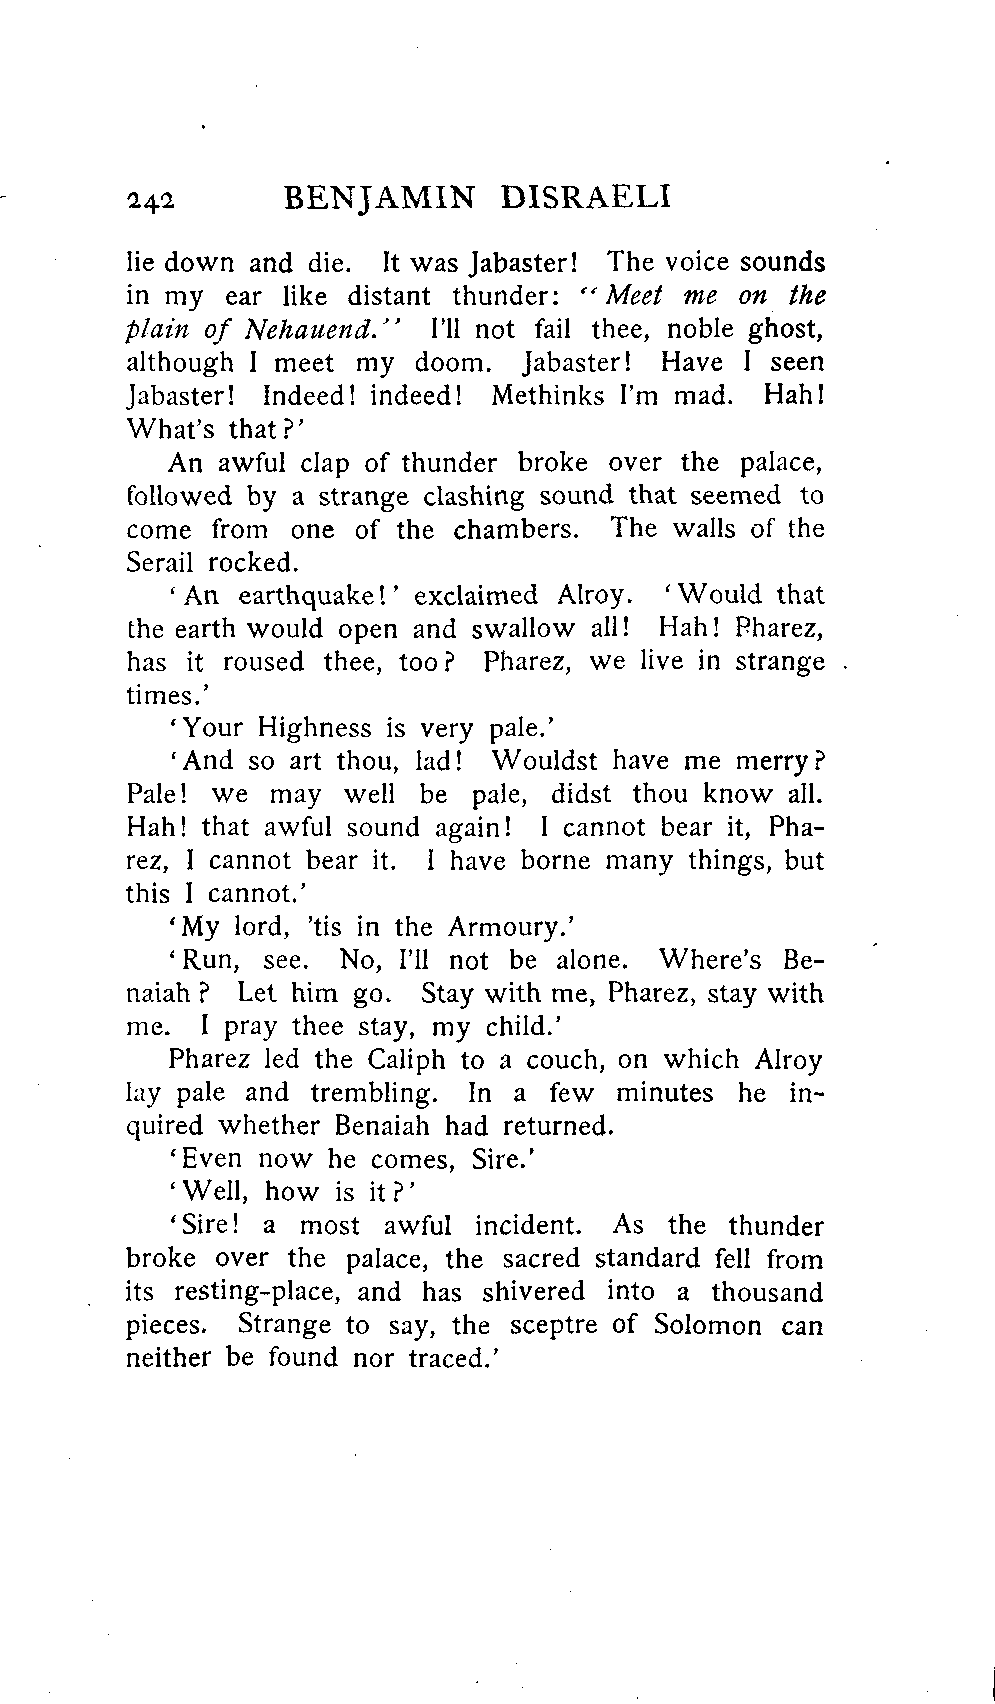 242 BENJAMIN DISRAELI
lie down and die. It was Jabaster! The voice sounds
in my ear like distant thunder: "Meet me on the
plain of Nehauend." I'll not fail thee, noble ghost,
although I meet my doom. Jabaster! Have I seen
Jabaster! Indeed! indeed! Methinks I'm mad. Hah!
What's that?'
An awful clap of thunder broke over the palace,
followed by a strange clashing sound that seemed to
come from one of the chambers. The walls of the
Serail rocked.
'An earthquake!' exclaimed Alroy. 'Would that
the earth would open and swallow all! Hah! Pharez,
has it roused thee, too? Pharez, we live in strange
times.'
'Your Highness is very pale.'
'And so art thou, lad! Wouldst have me merry?
Pale! we may well be pale, didst thou know all.
Hah! that awful sound again! I cannot bear it, Pha-
rez, I cannot bear it. I have borne many things, but
this I cannot.'
'My lord, 'tis in the Armoury.'
'Run, see. No, I'll not be alone. Where's Be-
naiah? Let him go. Stay with me, Pharez, stay with
me. I pray thee stay, my child.'
Pharez led the Caliph to a couch, on which Alroy
lay pale and trembling. In a few minutes he in-
quired whether Benaiah had returned.
'Even now he comes, Sire.'
'Well, how is it?'
'Sire! a most awful incident. As the thunder
broke over the palace, the sacred standard fell from
its resting-place, and has shivered into a thousand
pieces. Strange to say, the sceptre of Solomon can
neither be found nor traced.'